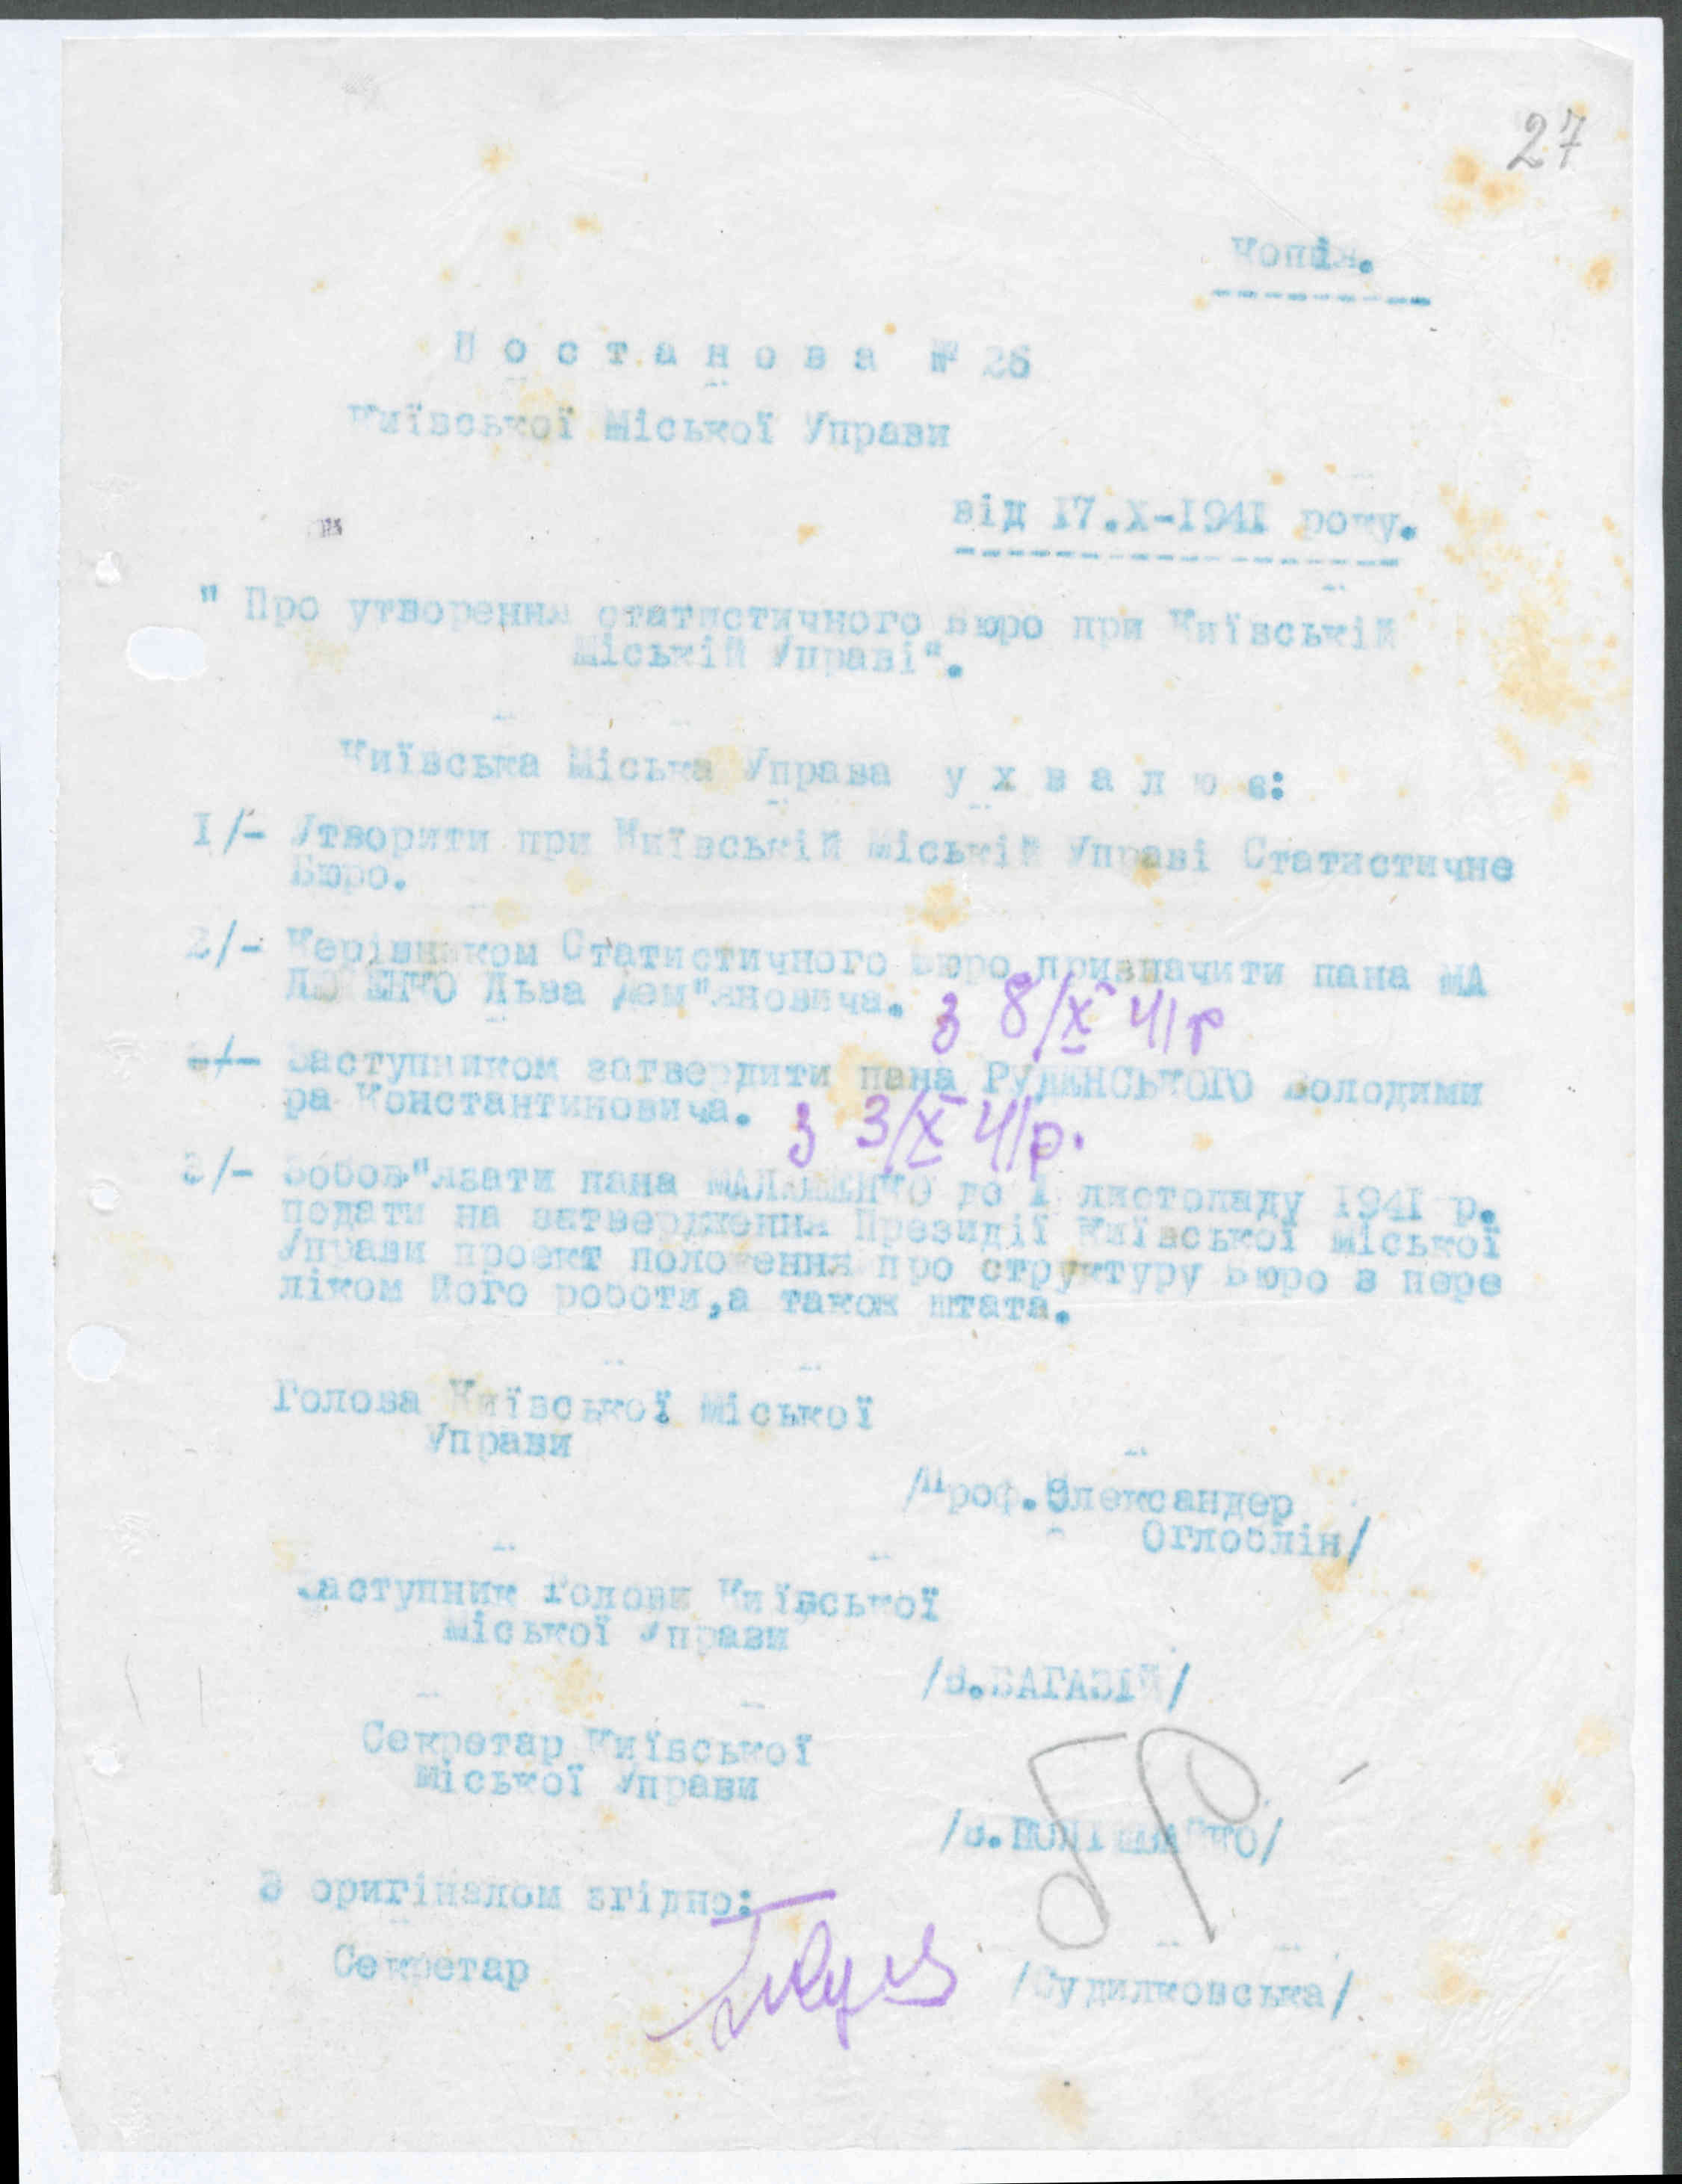 27
Копія.
Постанова № 26
Київської Міської Управи
від 17.X-1941 року.
" Про утворення статистичного бюро при Київській
Міській Управі".
Київська Міська Управа у х в а л ю є:
1/- Утворити при Київській Міській Управі Статистичне
Бюро.
2/- Керівником Статистичного Бюро призначити пана МА
Льва Дем"яновича. з 8/X 41 р
3/- Заступником затвердити пана Володими
ра Константиновича. з 3/X 41/р.
3/- Зобов"язати пана до 1 листопаду 1941 р.
подати на затвердження Президії Київської Міської
Управи проект положення про структуру Бюро з пере
ліком його роботи,а також штата.
Голова Київської Міської
Управи
/Проф.Олександер
Оглоблін/
Заступник Голови Київської
Міської Управи
/В.БАГАЗІЙ/
Секретар Київської
Міської Управи
З оригіналом згідно:
Секретар
/Судилковська/